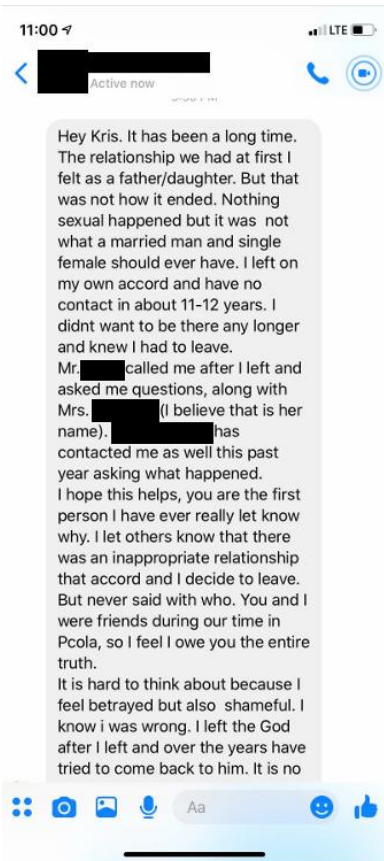 11:00
LTE
Active now
Hey Kris. It has been a long time.
The relationship we had at first I
felt as a father/daughter. But that
was not how it ended. Nothing
sexual happened but it was not
what a married man and single
female should ever have. I left on
my own accord and have no
contact in about 11-12 years. I
didnt want to be there any longer
and knew I had to leave.
Mr. called me after I left and
asked me questions, along with
Mrs. (I believe that is her
name). has
contacted me as well this past
year asking what happened.
I hope this helps, you are the first
person I have ever really let know
why. I let others know that there
was an inappropriate relationship
that accord and I decide to leave.
But never said with who. You and I
were friends during our time in
Pcola, so I feel I owe you the entire
truth.
It is hard to think about because I
feel betrayed but also shameful. I
know i was wrong. I left the God
after I left and over the years have
tried to come back to him. It is no
Aa